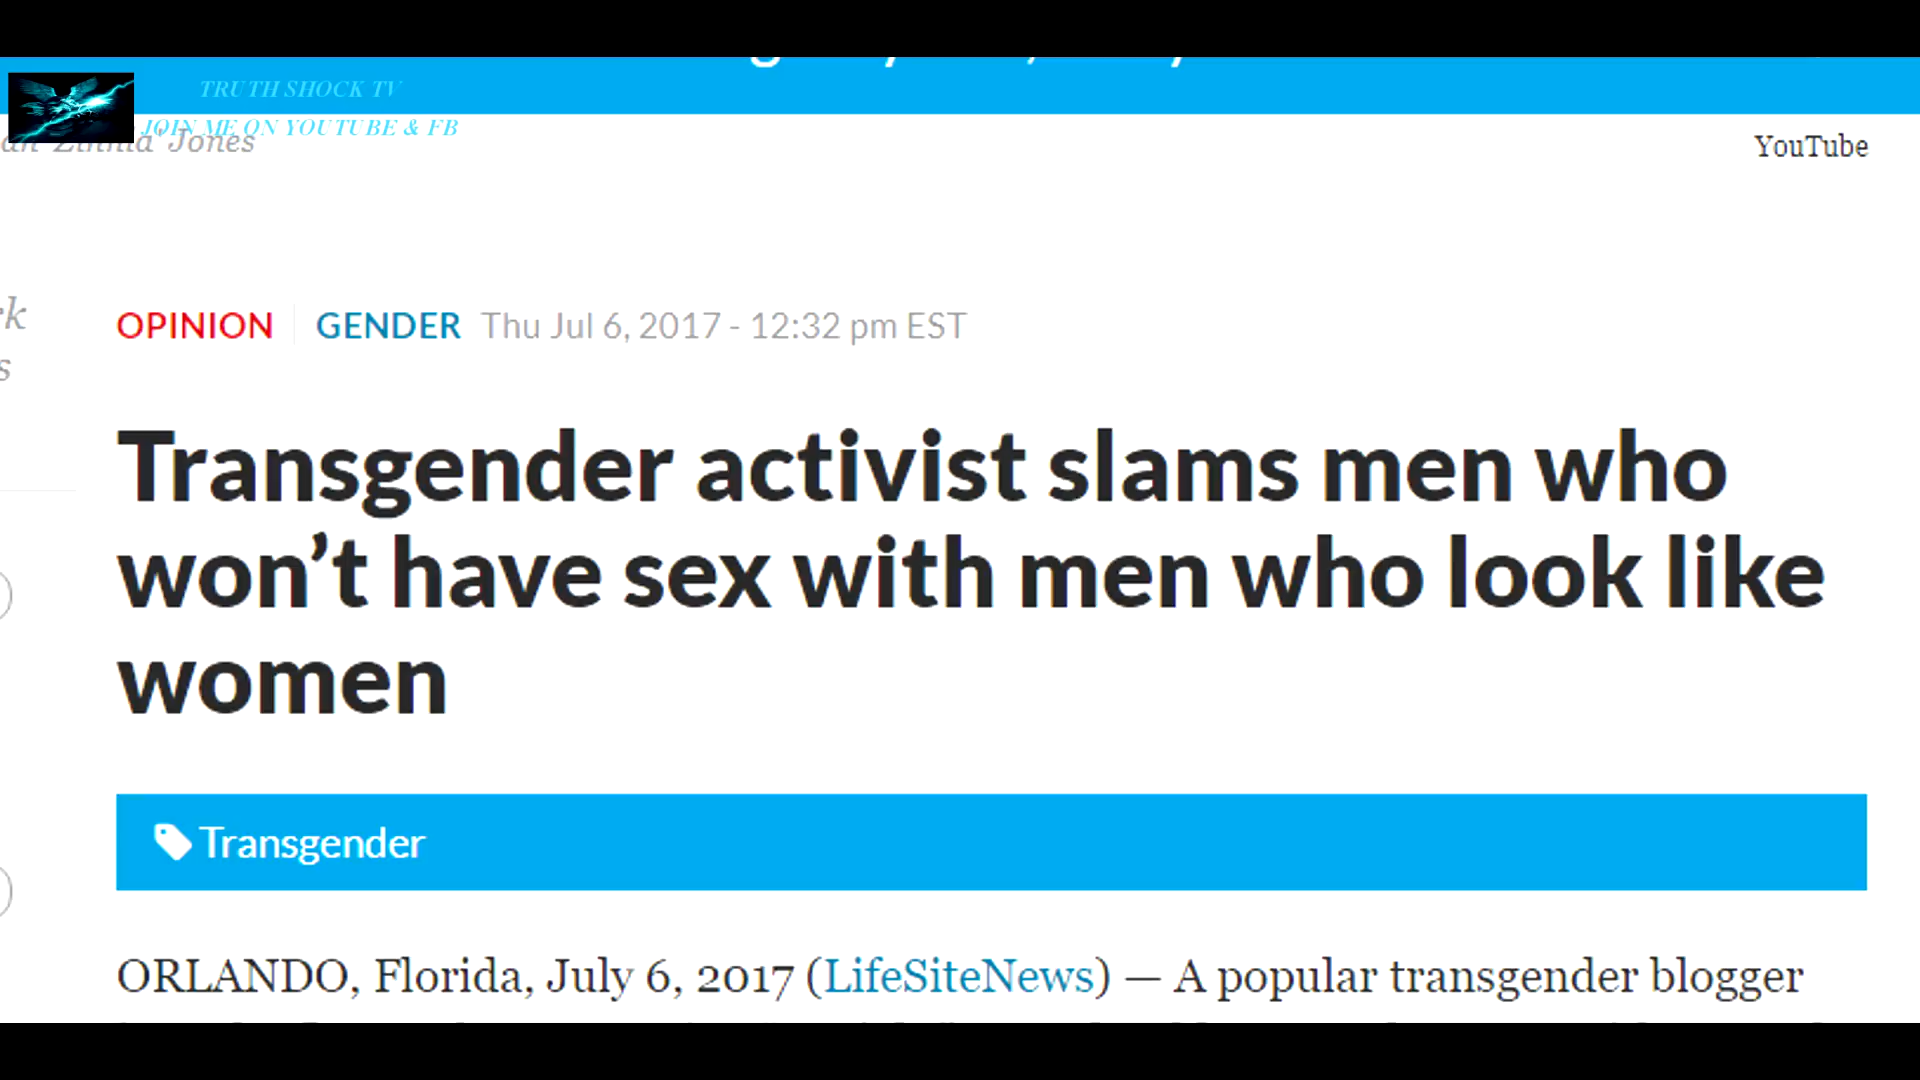 TRUTH SHOCK TV
JOIN ME ON YOUTUBE & FB
Jones
YouTube
OPINION GENDER Thu Jul 6, 2017 - 12:32 pm EST
Transgender activist slams men who
won’t have sex with men who look like
women
Transgender
ORLANDO, Florida, July 6, 2017 (LifeSiteNews) — A popular transgender blogger